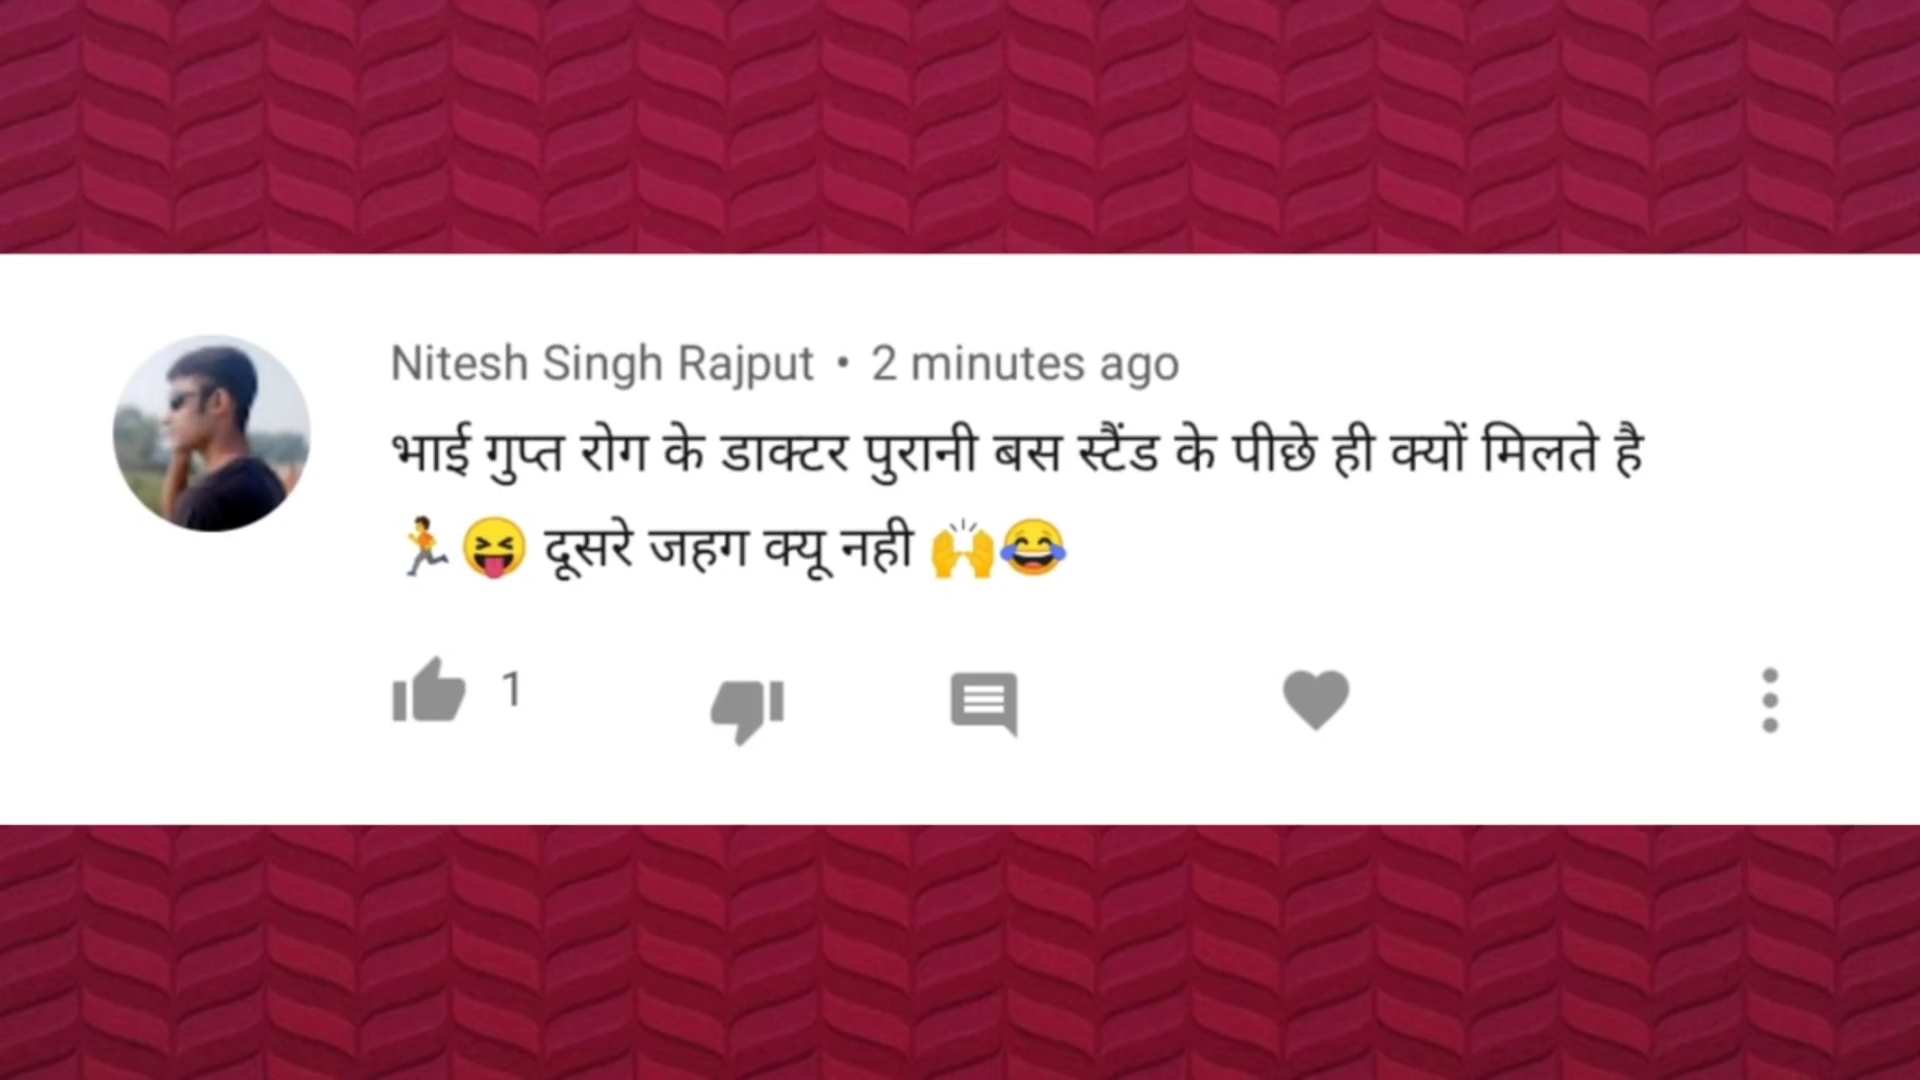 Nitesh Singh Rajput • 2 minutes ago
भाई गुप्त रोग के डाक्टर पुरानी बस स्टैंड के पीछे ही क्यों मिलते है
🏃😝 दूसरे जहग क्यू नही 🙌😂
1